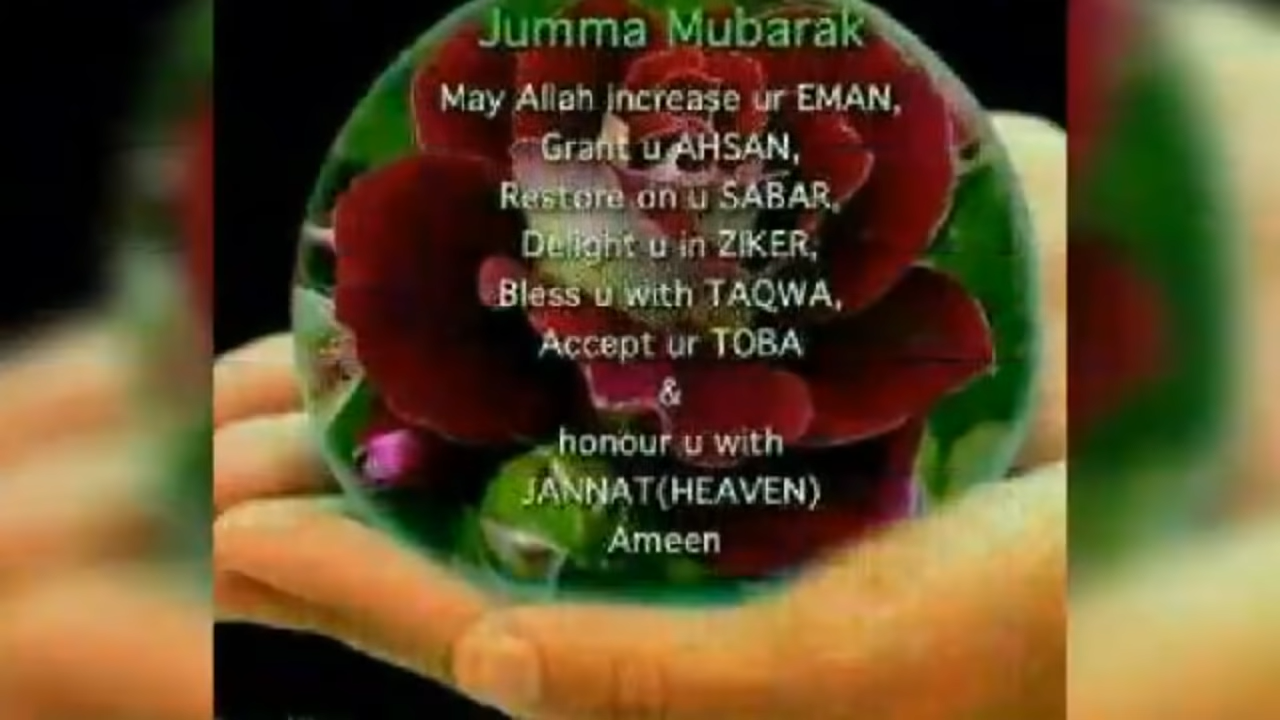 Jumma Mubarak
May Allah increase ur EMAN,
Grant u AHSAN,
Restore on u SABAR,
Delight u in ZIKER,
Bless u with TAQWA,
Accept ur TOBA
&
honour u with
JANNAT(HEAVEN)
Ameen